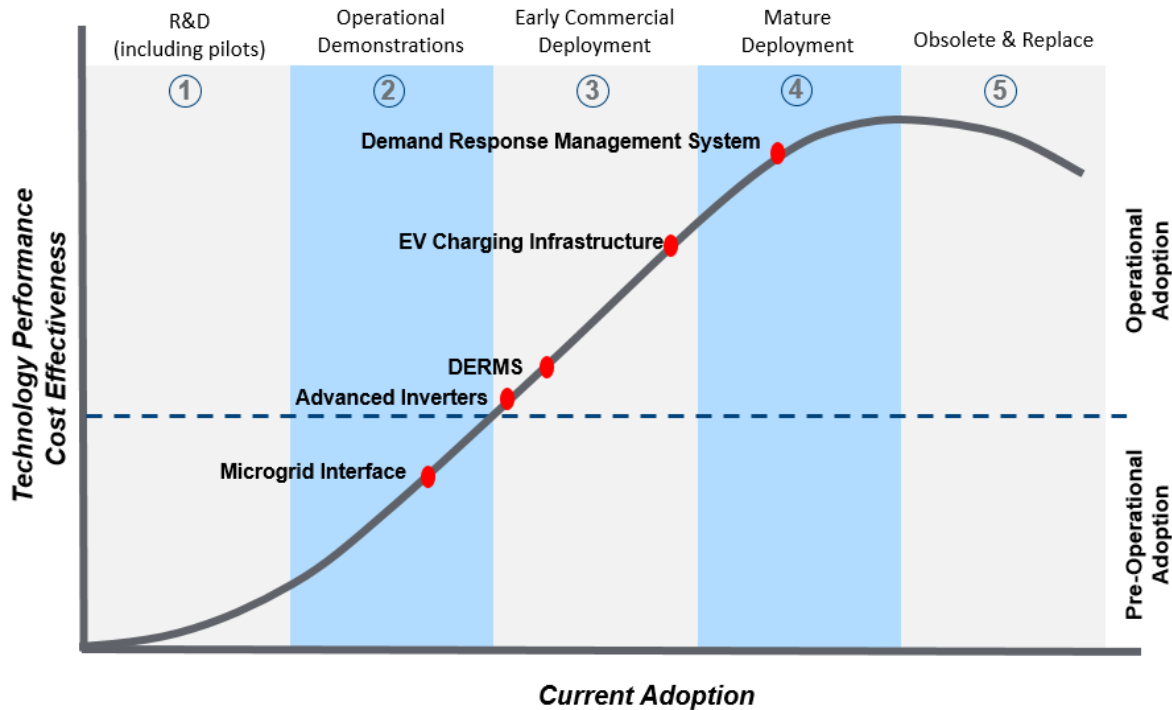 R&D
(including pilots)
Operational
Demonstrations
Early Commercial
Deployment
Mature
Deployment
Obsolete & Replace
1
2
3
4
5
Demand Response Management System
EV Charging Infrastructure
DERMS
Advanced Inverters
Microgrid Interface
Technology Performance
Cost Effectiveness
Operational
Adoption
Pre-Operational
Adoption
Current Adoption